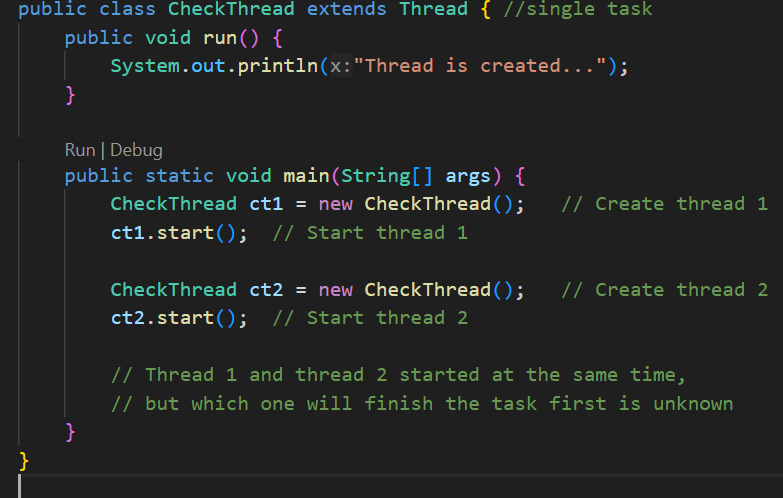 public class CheckThread extends Thread { //single task
public void run() {
System.out.println(x:"Thread is created...");
}
Run | Debug
public static void main(String[] args) {
CheckThread ct1 = new CheckThread();   // Create thread 1
ct1.start();  // Start thread 1
CheckThread ct2 = new CheckThread();   // Create thread 2
ct2.start();  // Start thread 2
// Thread 1 and thread 2 started at the same time,
// but which one will finish the task first is unknown
}
}